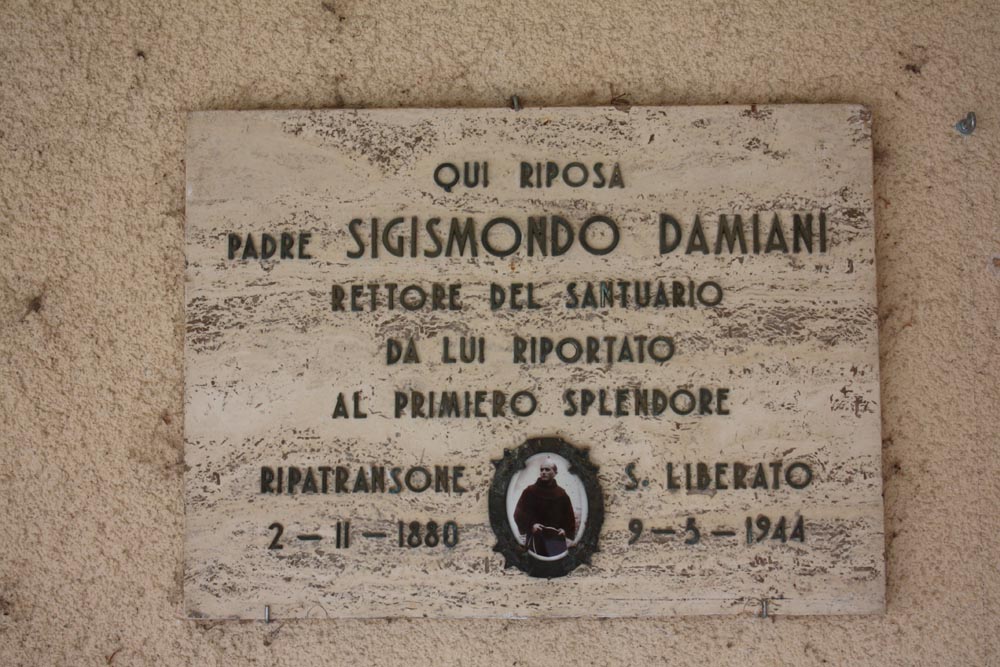 QUI RIPOSA
PADRE SIGISMONDO DAMIANI
RETTORE DEL SANTUARIO
DA LUI RIPORTATO
AL PRIMIERO SPLENDORE
RIPATRANSONE S. LIBERATO
2-11-1880 9-5-1944